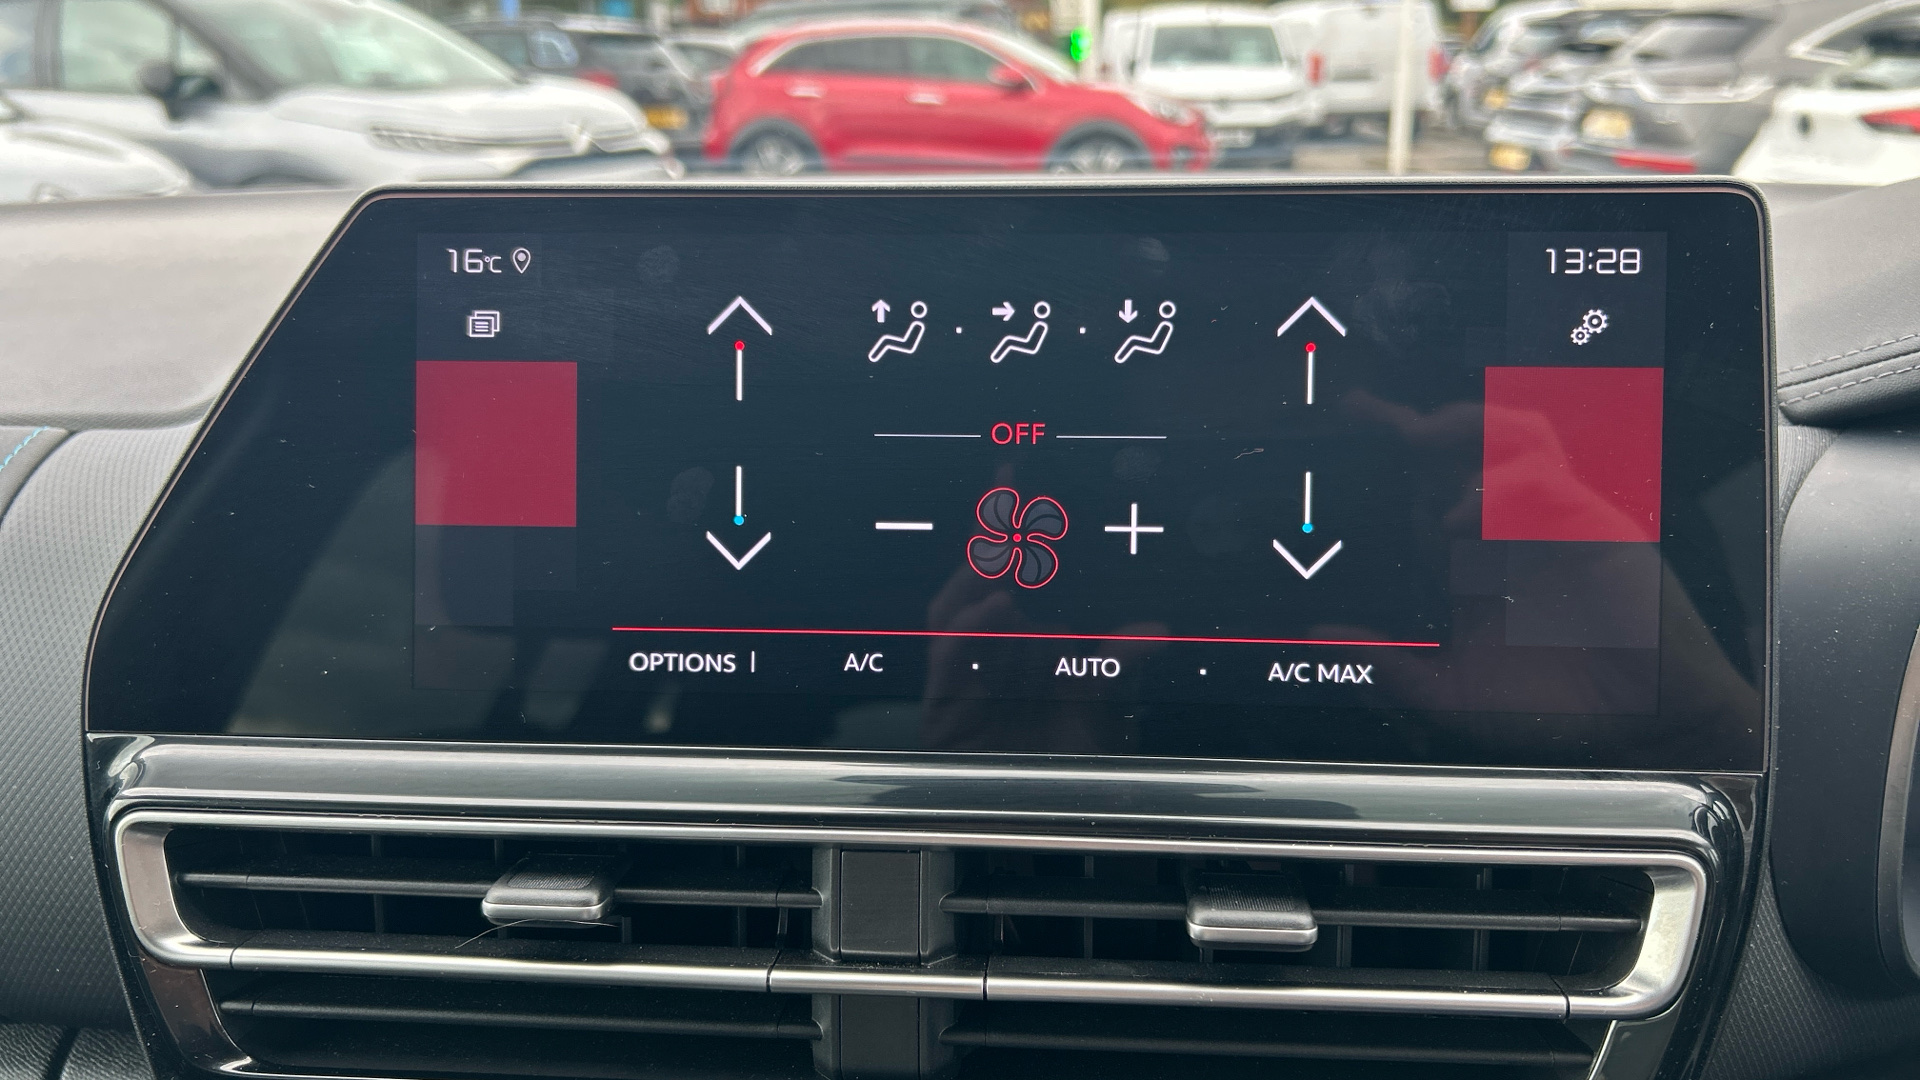 16°C
13:28
OFF
OPTIONS | A/C · AUTO · A/C MAX